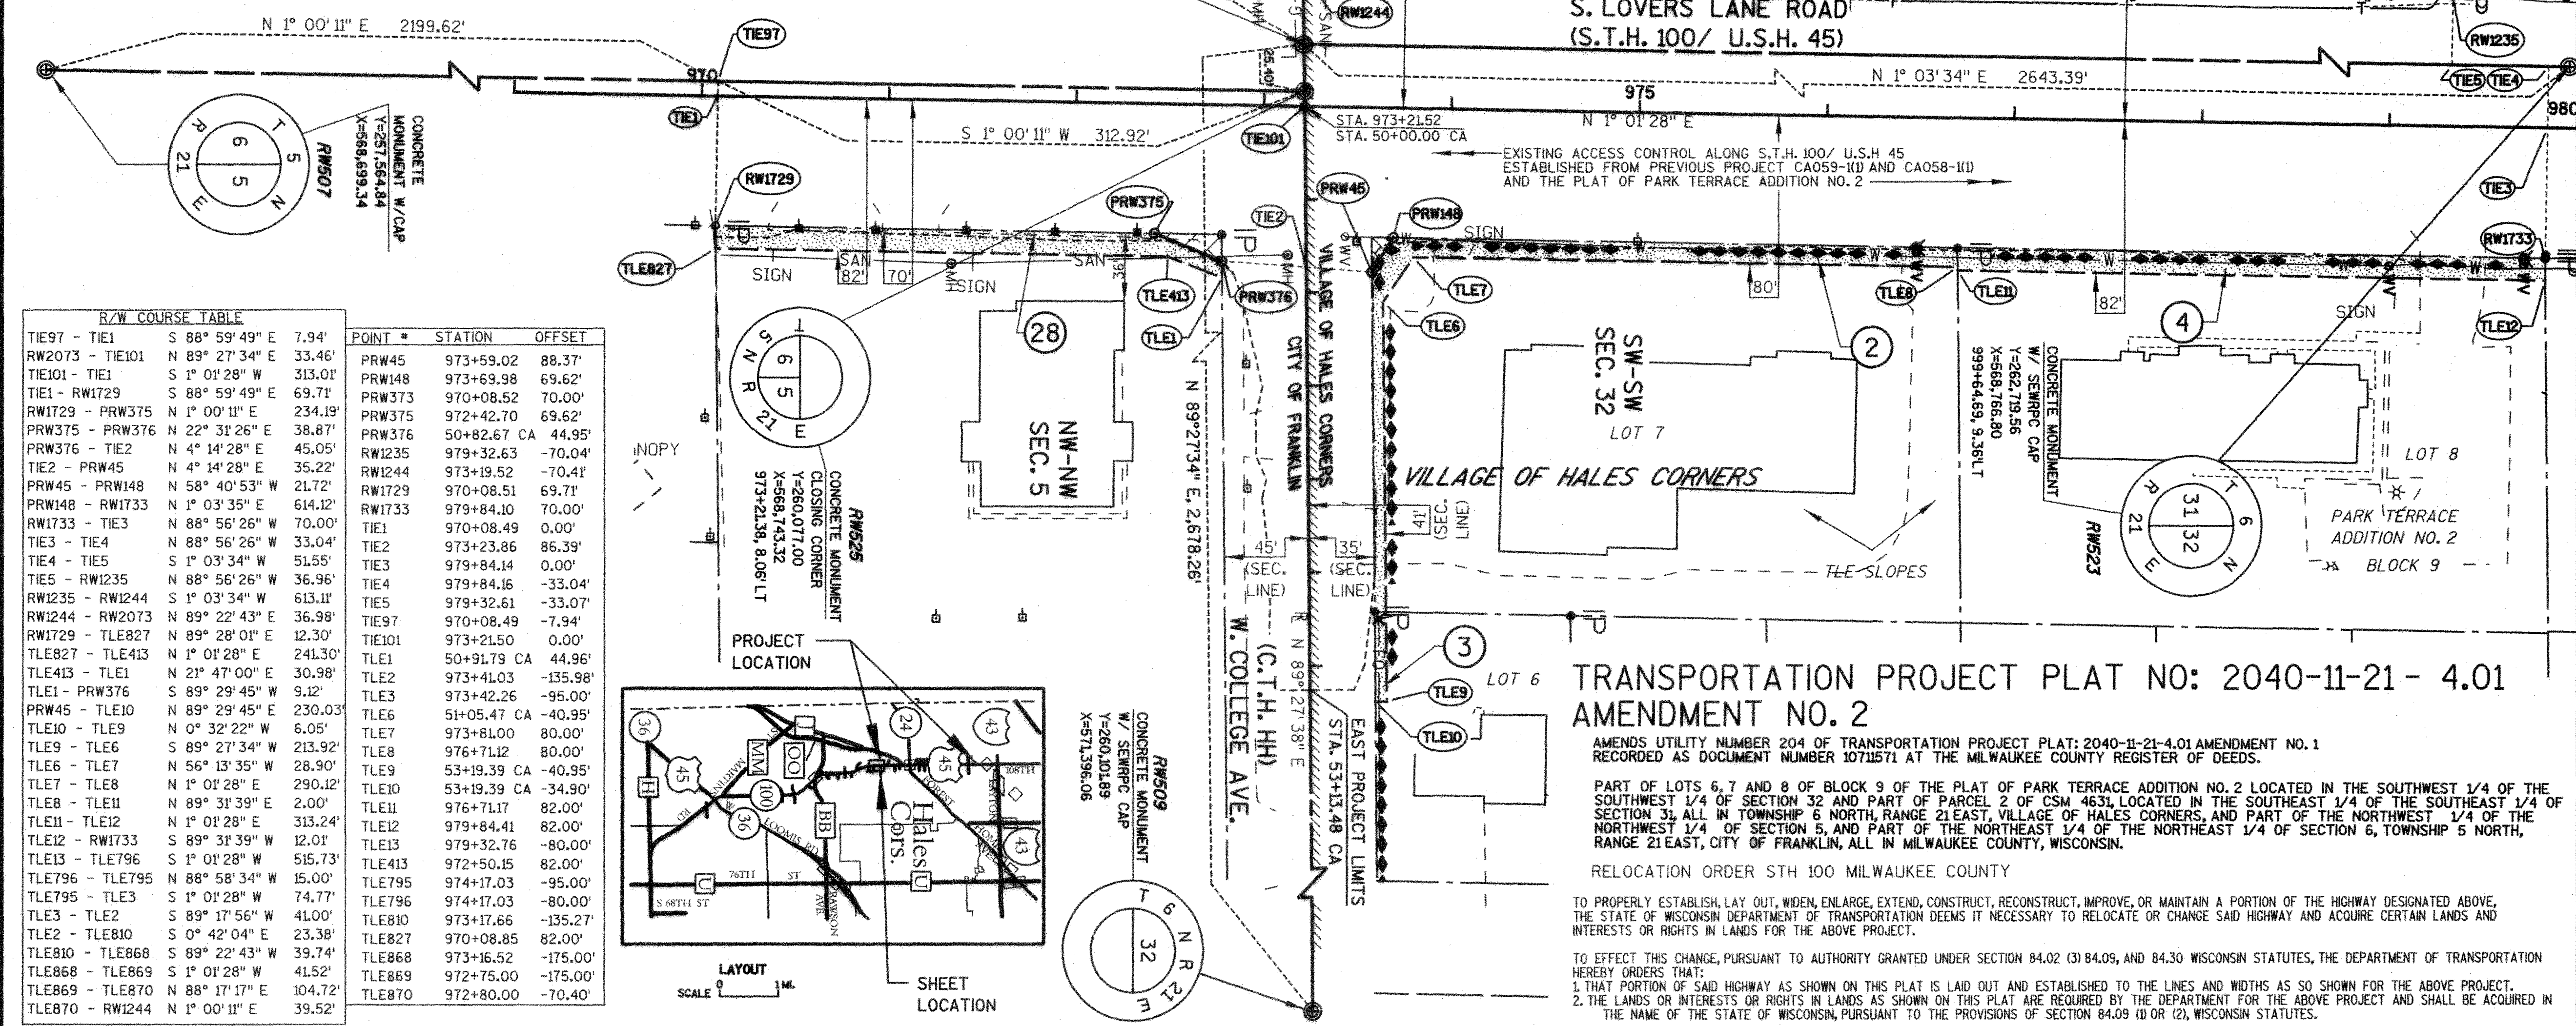 N 1° 00' 11" E 2199.62'
TIE97
970
TIE1
S 1° 00' 11" W 312.92'
MH
SAN
25.40'
RW1244
S. LOVERS LANE ROAD
(S.T.H. 100/ U.S.H. 45)
RW1235
TIE5 TIE4
N 1° 03' 34" E 2643.39'
975
980
TIE101
STA. 973+21.52
STA. 50+00.00 CA
N 1° 01'28" E
EXISTING ACCESS CONTROL ALONG S.T.H. 100/ U.S.H 45
ESTABLISHED FROM PREVIOUS PROJECT CA059-1(1) AND CA058-1(1)
AND THE PLAT OF PARK TERRACE ADDITION NO. 2
T 5 N
R 21 E
6 5
RW507
CONCRETE
MONUMENT W/CAP
Y=257,564.84
X=568,699.34
RW1729
PRW375
TIE2
PRW45
PRW148
TIE3
RW1733
TLE827
SIGN
SAN
82'
70'
MH
SIGN
SAN
TLE413
PRW376
TLE1
MH
WV
W
SIGN
TLE7
TLE6
80'
W
WV
TLE8
TLE11
W
82'
W
WV
W
WV
SIGN
TLE12
28
2
4
NW-NW
SEC. 5
SW-SW
SEC. 32
LOT 7
VILLAGE OF HALES CORNERS
VILLAGE OF HALES CORNERS
CITY OF FRANKLIN
N 89°27'34" E, 2,678.26'
T 5 N
R 21 E
6 5
RW525
CONCRETE MONUMENT
CLOSING CORNER
Y=260,077.00
X=568,743.32
973+21.38, 8.06' LT
CONCRETE MONUMENT
W/ SEWRPC CAP
Y=262,719.56
X=568,766.80
999+64.69, 9.36'LT
RW523
T 6 N
R 21 E
31 32
LOT 8
PARK TERRACE
ADDITION NO. 2
BLOCK 9
TLE SLOPES
41'
(SEC.
LINE)
45'
(SEC.
LINE)
35'
(SEC.
LINE)
W. COLLEGE AVE.
(C.T.H. HH)
R N 89°27'38" E
EAST PROJECT LIMITS
STA. 53+13.48 CA
3
LOT 6
TLE9
TLE10
R/W COURSE TABLE
TIE97 - TIE1 S 88° 59' 49" E 7.94'
RW2073 - TIE101 N 89° 27' 34" E 33.46'
TIE101 - TIE1 S 1° 01'28" W 313.01'
TIE1 - RW1729 S 88° 59' 49" E 69.71'
RW1729 - PRW375 N 1° 00' 11" E 234.19'
PRW375 - PRW376 N 22° 31'26" E 38.87'
PRW376 - TIE2 N 4° 14' 28" E 45.05'
TIE2 - PRW45 N 4° 14' 28" E 35.22'
PRW45 - PRW148 N 58° 40' 53" W 21.72'
PRW148 - RW1733 N 1° 03' 35" E 614.12'
RW1733 - TIE3 N 88° 56' 26" W 70.00'
TIE3 - TIE4 N 88° 56' 26" W 33.04'
TIE4 - TIE5 S 1° 03' 34" W 51.55'
TIE5 - RW1235 N 88° 56' 26" W 36.96'
RW1235 - RW1244 S 1° 03' 34" W 613.11'
RW1244 - RW2073 N 89° 22' 43" E 36.98'
RW1729 - TLE827 N 89° 28' 01" E 12.30'
TLE827 - TLE413 N 1° 01'28" E 241.30'
TLE413 - TLE1 N 21° 47' 00" E 30.98'
TLE1 - PRW376 S 89° 29' 45" W 9.12'
PRW45 - TLE10 N 89° 29' 45" E 230.03'
TLE10 - TLE9 N 0° 32' 22" W 6.05'
TLE9 - TLE6 S 89° 27' 34" W 213.92'
TLE6 - TLE7 N 56° 13' 35" W 28.90'
TLE7 - TLE8 N 1° 01'28" E 290.12'
TLE8 - TLE11 N 89° 31'39" E 2.00'
TLE11 - TLE12 N 1° 01'28" E 313.24'
TLE12 - RW1733 S 89° 31'39" W 12.01'
TLE13 - TLE796 S 1° 01'28" W 515.73'
TLE796 - TLE795 N 88° 58' 34" W 15.00'
TLE795 - TLE3 S 1° 01'28" W 74.77'
TLE3 - TLE2 S 89° 17' 56" W 41.00'
TLE2 - TLE810 S 0° 42' 04" E 23.38'
TLE810 - TLE868 S 89° 22' 43" W 39.74'
TLE868 - TLE869 S 1° 01'28" W 41.52'
TLE869 - TLE870 N 88° 17' 17" E 104.72'
TLE870 - RW1244 N 1° 00' 11" E 39.52'
POINT # STATION OFFSET
PRW45 973+59.02 88.37'
PRW148 973+69.98 69.62'
PRW373 970+08.52 70.00'
PRW375 972+42.70 69.62'
PRW376 50+82.67 CA 44.95'
RW1235 979+32.63 -70.04'
RW1244 973+19.52 -70.41'
RW1729 970+08.51 69.71'
RW1733 979+84.10 70.00'
TIE1 970+08.49 0.00'
TIE2 973+23.86 86.39'
TIE3 979+84.14 0.00'
TIE4 979+84.16 -33.04'
TIE5 979+32.61 -33.07'
TIE97 970+08.49 -7.94'
TIE101 973+21.50 0.00'
TLE1 50+91.79 CA 44.96'
TLE2 973+41.03 -135.98'
TLE3 973+42.26 -95.00'
TLE6 51+05.47 CA -40.95'
TLE7 973+81.00 80.00'
TLE8 976+71.12 80.00'
TLE9 53+19.39 CA -40.95'
TLE10 53+19.39 CA -34.90'
TLE11 976+71.17 82.00'
TLE12 979+84.41 82.00'
TLE13 979+32.76 -80.00'
TLE413 972+50.15 82.00'
TLE795 974+17.03 -95.00'
TLE796 974+17.03 -80.00'
TLE810 973+17.66 -135.27'
TLE827 970+08.85 82.00'
TLE868 973+16.52 -175.00'
TLE869 972+75.00 -175.00'
TLE870 972+80.00 -70.40'
PROJECT
LOCATION
36
24
43
45
108TH
MM
OO
45
H
100
36
BB
Hales
Cors.
FOREST
43
LOOMIS RD
76TH ST
U
U
S 68TH ST
RAWSON
AVE
LAYOUT
SCALE 0 1 MI.
SHEET
LOCATION
RW509
CONCRETE MONUMENT
W/ SEWRPC CAP
Y=260,101.89
X=571,396.06
T 6 N
R 21 E
32
TRANSPORTATION PROJECT PLAT NO: 2040-11-21 - 4.01
AMENDMENT NO. 2
AMENDS UTILITY NUMBER 204 OF TRANSPORTATION PROJECT PLAT: 2040-11-21-4.01 AMENDMENT NO. 1
RECORDED AS DOCUMENT NUMBER 10711571 AT THE MILWAUKEE COUNTY REGISTER OF DEEDS.
PART OF LOTS 6, 7 AND 8 OF BLOCK 9 OF THE PLAT OF PARK TERRACE ADDITION NO. 2 LOCATED IN THE SOUTHWEST 1/4 OF THE
SOUTHWEST 1/4 OF SECTION 32 AND PART OF PARCEL 2 OF CSM 4631, LOCATED IN THE SOUTHEAST 1/4 OF THE SOUTHEAST 1/4 OF
SECTION 31, ALL IN TOWNSHIP 6 NORTH, RANGE 21 EAST, VILLAGE OF HALES CORNERS, AND PART OF THE NORTHWEST 1/4 OF THE
NORTHWEST 1/4 OF SECTION 5, AND PART OF THE NORTHEAST 1/4 OF THE NORTHEAST 1/4 OF SECTION 6, TOWNSHIP 5 NORTH,
RANGE 21 EAST, CITY OF FRANKLIN, ALL IN MILWAUKEE COUNTY, WISCONSIN.
RELOCATION ORDER STH 100 MILWAUKEE COUNTY
TO PROPERLY ESTABLISH, LAY OUT, WIDEN, ENLARGE, EXTEND, CONSTRUCT, RECONSTRUCT, IMPROVE, OR MAINTAIN A PORTION OF THE HIGHWAY DESIGNATED ABOVE,
THE STATE OF WISCONSIN DEPARTMENT OF TRANSPORTATION DEEMS IT NECESSARY TO RELOCATE OR CHANGE SAID HIGHWAY AND ACQUIRE CERTAIN LANDS AND
INTERESTS OR RIGHTS IN LANDS FOR THE ABOVE PROJECT.
TO EFFECT THIS CHANGE, PURSUANT TO AUTHORITY GRANTED UNDER SECTION 84.02 (3) 84.09, AND 84.30 WISCONSIN STATUTES, THE DEPARTMENT OF TRANSPORTATION
HEREBY ORDERS THAT:
1. THAT PORTION OF SAID HIGHWAY AS SHOWN ON THIS PLAT IS LAID OUT AND ESTABLISHED TO THE LINES AND WIDTHS AS SO SHOWN FOR THE ABOVE PROJECT.
2. THE LANDS OR INTERESTS OR RIGHTS IN LANDS AS SHOWN ON THIS PLAT ARE REQUIRED BY THE DEPARTMENT FOR THE ABOVE PROJECT AND SHALL BE ACQUIRED IN
THE NAME OF THE STATE OF WISCONSIN, PURSUANT TO THE PROVISIONS OF SECTION 84.09 (1) OR (2), WISCONSIN STATUTES.